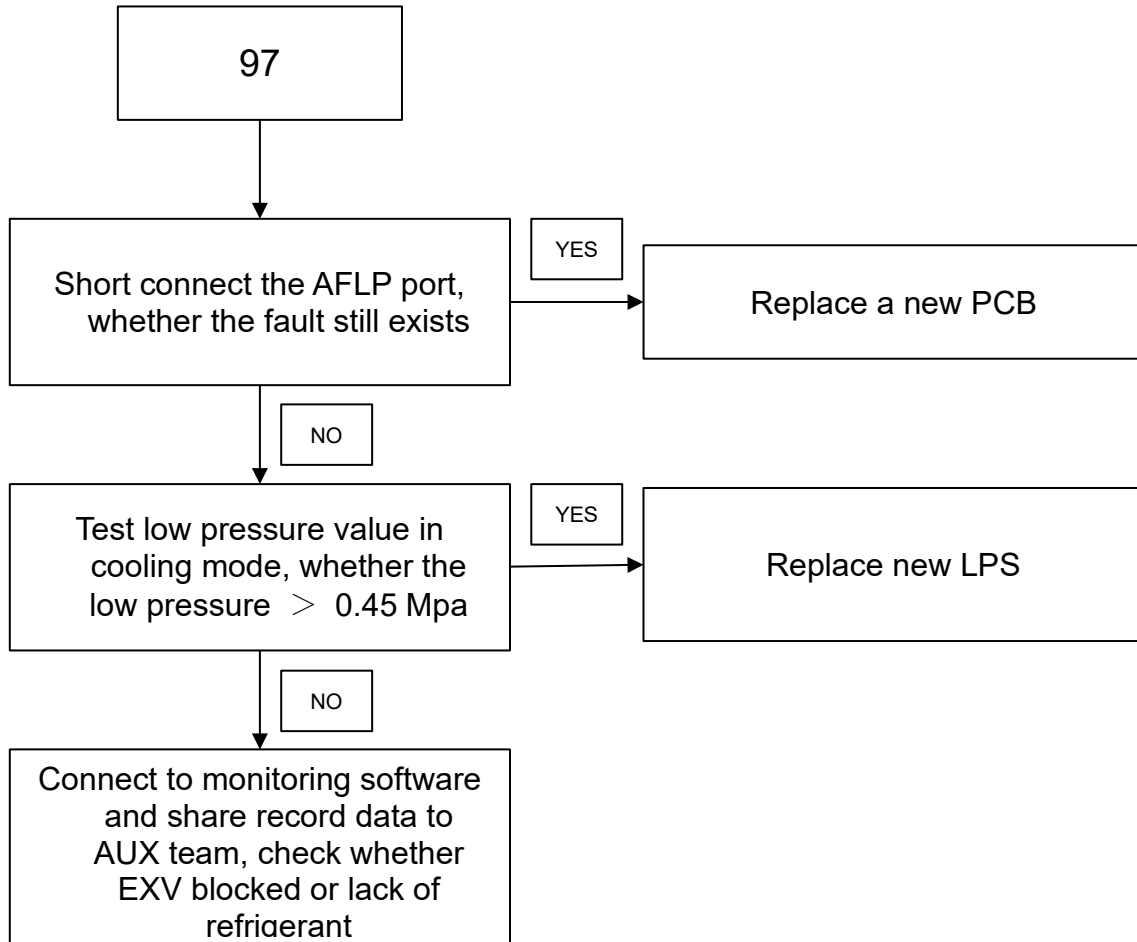 97
Short connect the AFLP port,
whether the fault still exists
YES
Replace a new PCB
NO
Test low pressure value in
cooling mode, whether the
low pressure ＞ 0.45 Mpa
YES
Replace new LPS
NO
Connect to monitoring software
and share record data to
AUX team, check whether
EXV blocked or lack of
refrigerant